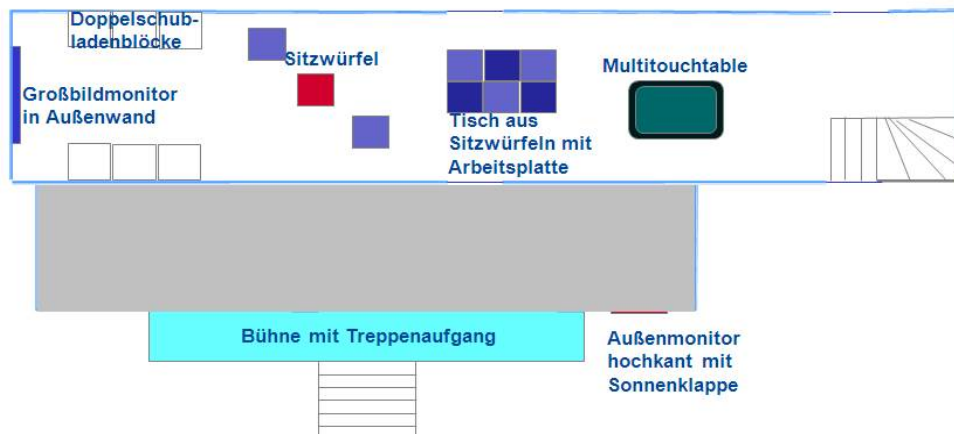 Doppelschub-
ladenblöcke
Sitzwürfel
Multitouchtable
Großbildmonitor
in Außenwand
Tisch aus
Sitzwürfeln mit
Arbeitsplatte
Bühne mit Treppenaufgang
Außenmonitor
hochkant mit
Sonnenklappe